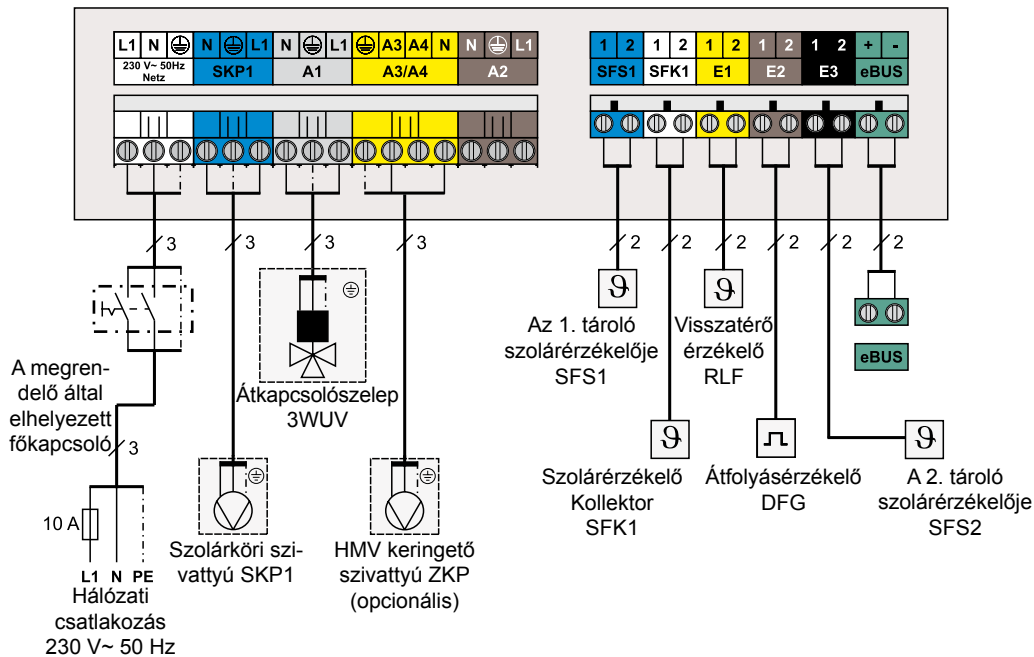 L1 N N L1 N L1 A3 A4 N N L1
230 V~ 50Hz
Netz
SKP1 A1 A3/A4 A2
1 2 1 2 1 2 1 2 1 2 + -
SFS1 SFK1 E1 E2 E3 eBUS
3 3 3 3 2 2 2 2 2 2
ϑ ϑ
Az 1. tároló
szolárérzékelője
SFS1
Visszatérő
érzékelő
RLF
eBUS
A megren-
delő által
elhelyezett
főkapcsoló
3
Átkapcsolószelep
3WUV
ϑ ϑ
Szolárérzékelő
Kollektor
SFK1
Átfolyásérzékelő
DFG
A 2. tároló
szolárérzékelője
SFS2
10 A
L1 N PE
Hálózati
csatlakozás
230 V~ 50 Hz
Szolárköri szi-
vattyú SKP1
HMV keringető
szivattyú ZKP
(opcionális)